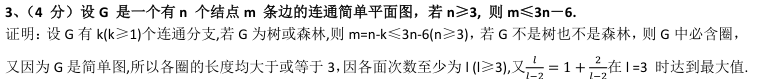 3、（4 分）设 G 是一个有 n 个结点 m 条边的连通简单平面图，若 n≥3, 则 m≤3n－6.
证明：设 G 有 k(k≥1)个连通分支,若 G 为树或森林,则 m=n-k≤3n-6(n≥3)，若 G 不是树也不是森林，则 G 中必含圈，
又因为 G 是简单图,所以各圈的长度均大于或等于 3,因各面次数至少为 l (l≥3),又$\frac{l}{l-2}=1+\frac{2}{l-2}$在 l =3 时达到最大值.